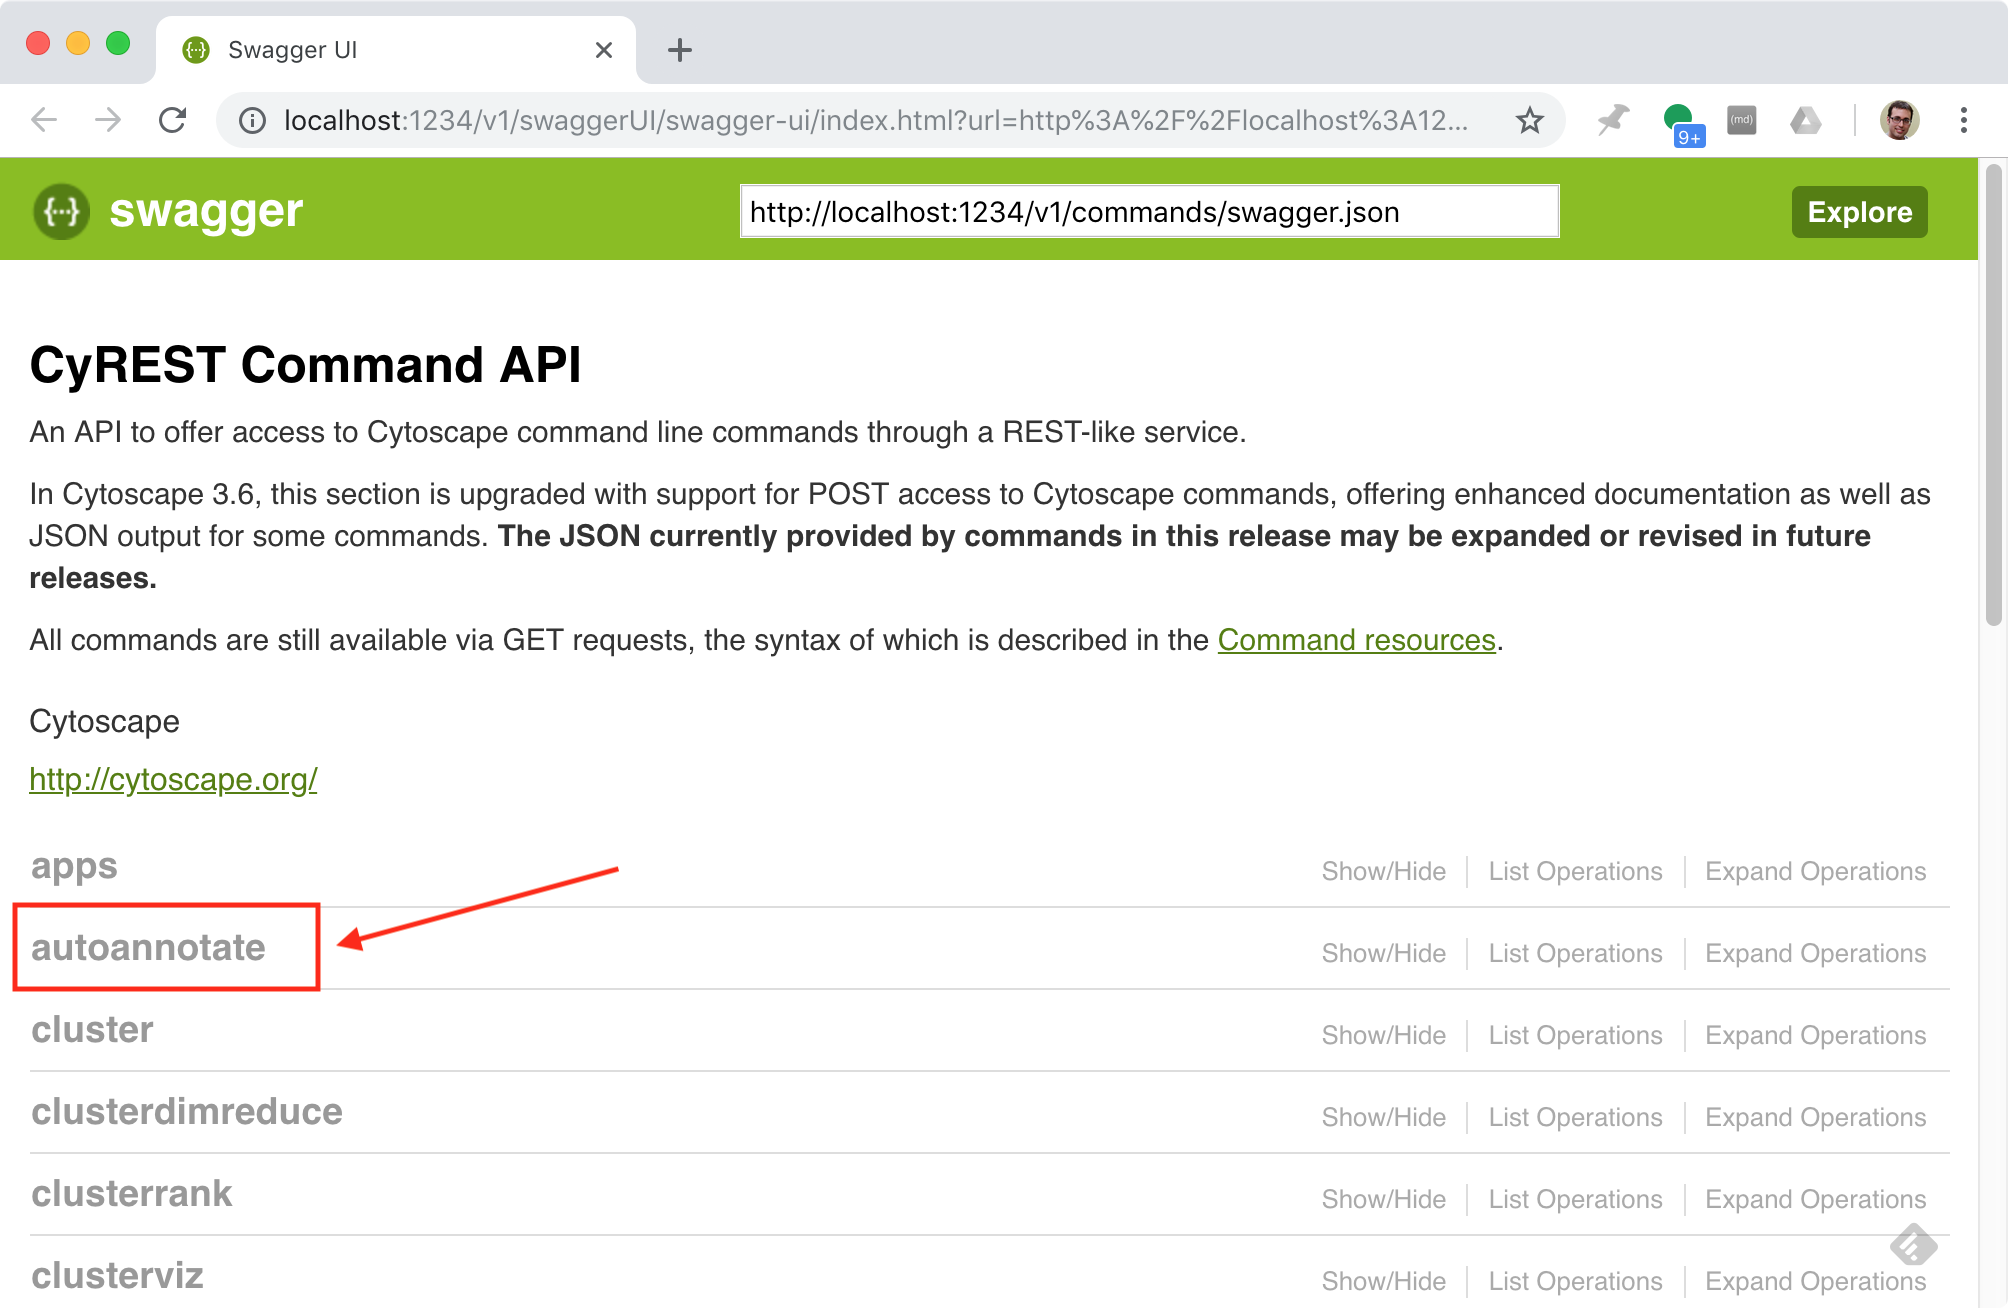 Swagger UI
localhost:1234/v1/swaggerUI/swagger-ui/index.html?url=http%3A%2F%2Flocalhost%3A12...
9+
(md)
{···} swagger
http://localhost:1234/v1/commands/swagger.json
Explore
CyREST Command API
An API to offer access to Cytoscape command line commands through a REST-like service.
In Cytoscape 3.6, this section is upgraded with support for POST access to Cytoscape commands, offering enhanced documentation as well as
JSON output for some commands. The JSON currently provided by commands in this release may be expanded or revised in future
releases.
All commands are still available via GET requests, the syntax of which is described in the Command resources.
Cytoscape
http://cytoscape.org/
apps Show/Hide List Operations Expand Operations
autoannotate Show/Hide List Operations Expand Operations
cluster Show/Hide List Operations Expand Operations
clusterdimreduce Show/Hide List Operations Expand Operations
clusterrank Show/Hide List Operations Expand Operations
clusterviz Show/Hide List Operations Expand Operations